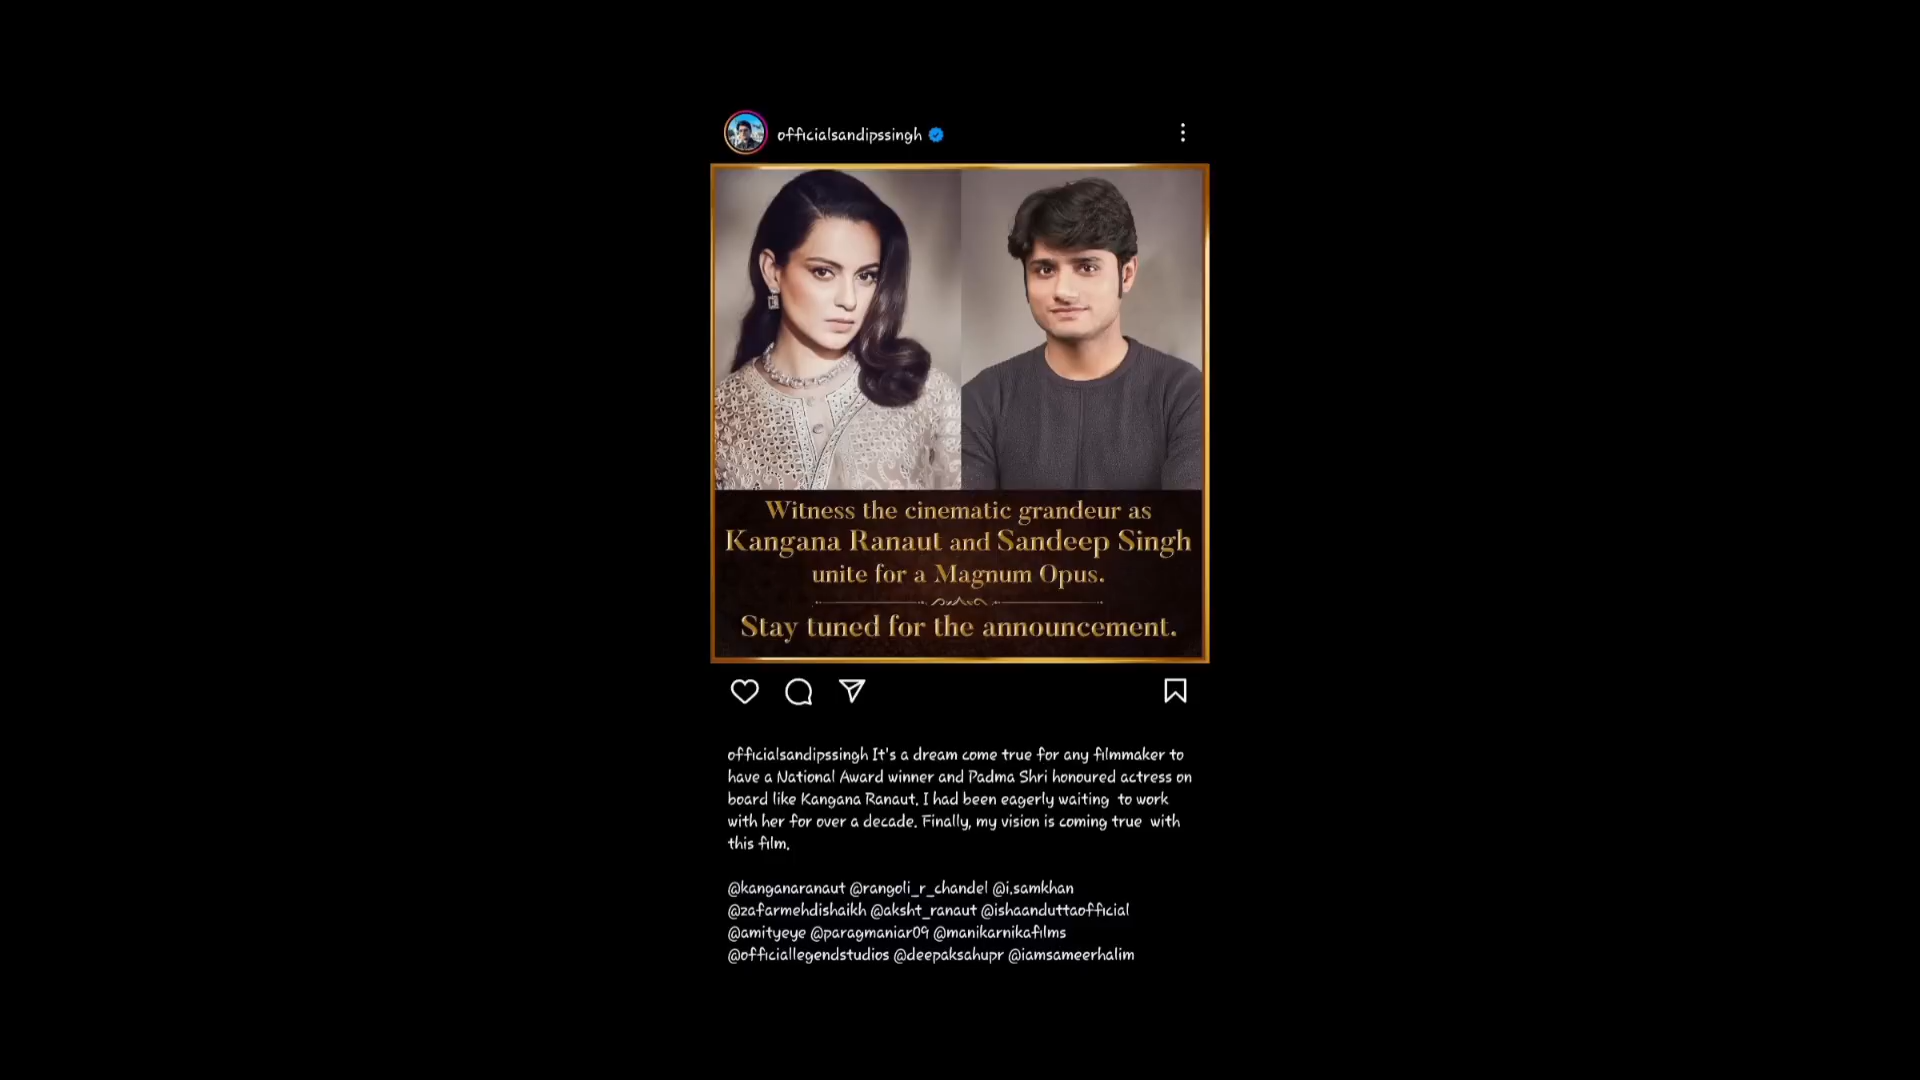 officialsandipssingh
Witness the cinematic grandeur as
Kangana Ranaut and Sandeep Singh
unite for a Magnum Opus.
Stay tuned for the announcement.
officialsandipssingh It's a dream come true for any filmmaker to
have a National Award winner and Padma Shri honoured actress on
board like Kangana Ranaut. I had been eagerly waiting  to work
with her for over a decade. Finally, my vision is coming true  with
this film.
@kanganaranaut @rangoli_r_chandel @i.samkhan
@zafarmehdishaikh @aksht_ranaut @ishaanduttaofficial
@amityeye @paragmaniar09 @manikarnikafilms
@officiallegendstudios @deepaksahupr @iamsameerhalim